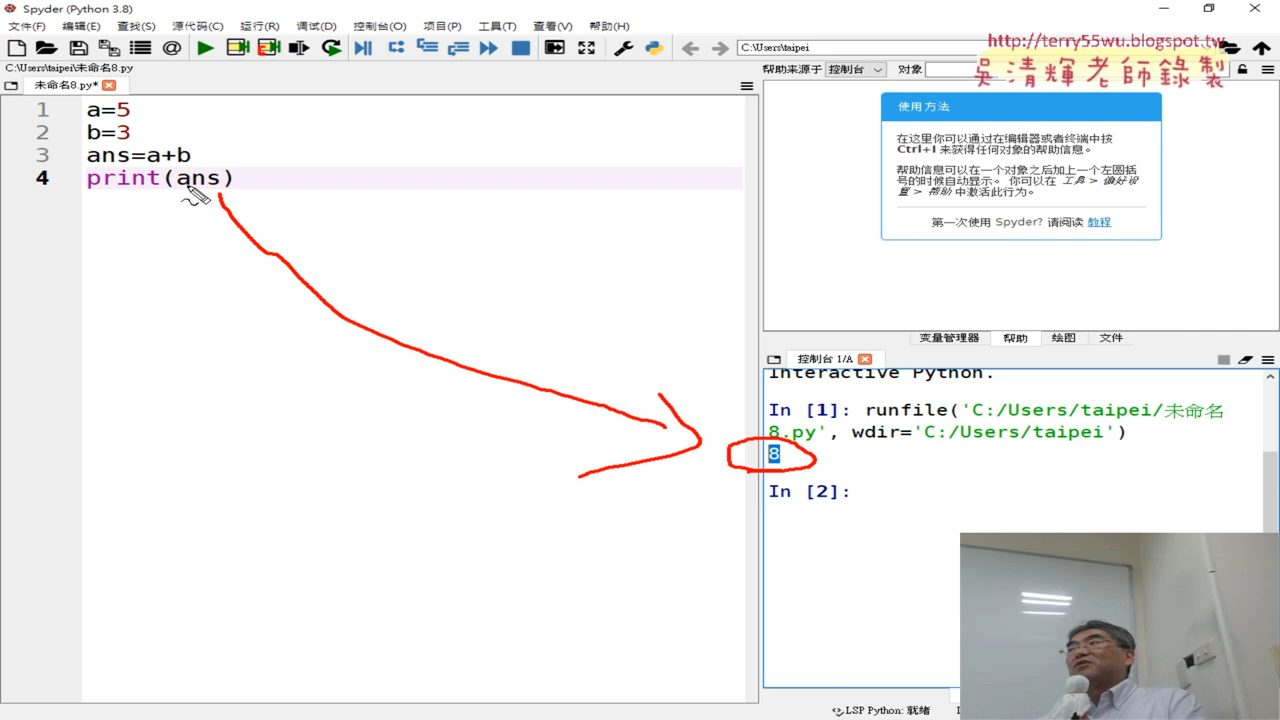 Spyder (Python 3.8)
文件(F) 编辑(E) 查找(S) 源代码(C) 运行(R) 调试(D) 控制台(O) 项目(P) 工具(T) 查看(V) 帮助(H)
C:\Users\taipei
http://terry55wu.blogspot.tw
吳清輝老師錄製
C:\Users\taipei\未命名8.py
未命名8.py*
1 a=5
2 b=3
3 ans=a+b
4 print(ans)
帮助来源于 控制台 对象
使用方法
在这里你可以通过在编辑器或者终端中按
Ctrl+I 来获得任何对象的帮助信息。
帮助信息可以在一个对象之后加上一个左圆括
号的时候自动显示。 你可以在 工具 > 偏好设
置 > 帮助 中激活此行为。
第一次使用 Spyder? 请阅读 教程
变量管理器 帮助 绘图 文件
控制台 1/A
Interactive Python.
In [1]: runfile('C:/Users/taipei/未命名
8.py', wdir='C:/Users/taipei')
8
In [2]:
LSP Python: 就绪